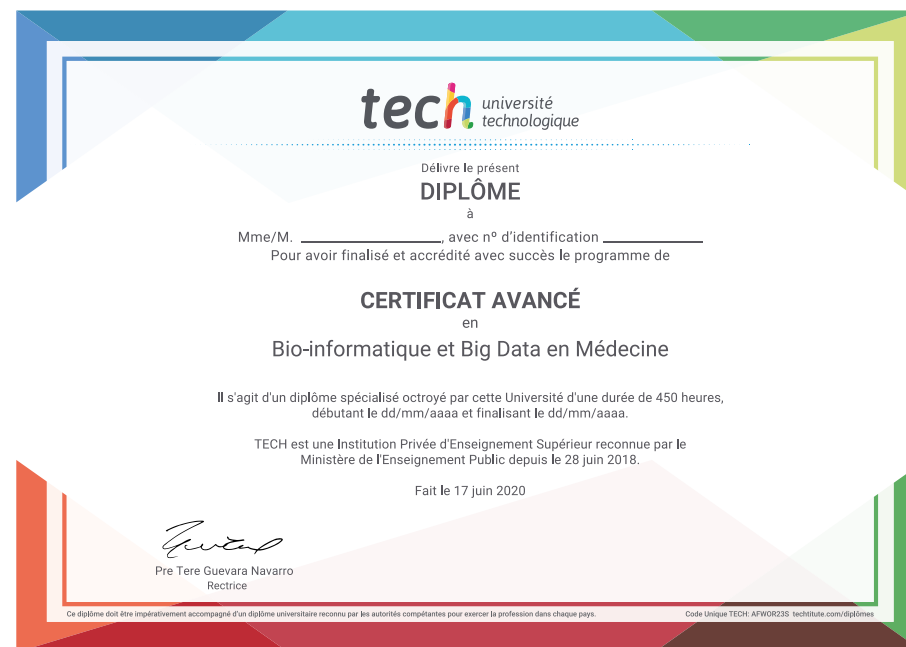 tech université
technologique
Délivre le présent
DIPLÔME
à
Mme/M. ____________________, avec nº d'identification ______________
Pour avoir finalisé et accrédité avec succès le programme de
CERTIFICAT AVANCÉ
en
Bio-informatique et Big Data en Médecine
Il s'agit d'un diplôme spécialisé octroyé par cette Université d'une durée de 450 heures,
débutant le dd/mm/aaaa et finalisant le dd/mm/aaaa.
TECH est une Institution Privée d'Enseignement Supérieur reconnue par le
Ministère de l'Enseignement Public depuis le 28 juin 2018.
Fait le 17 juin 2020
Pre Tere Guevara Navarro
Rectrice
Ce diplôme doit être impérativement accompagné d'un diplôme universitaire reconnu par les autorités compétantes pour exercer la profession dans chaque pays.
Code Unique TECH: AFWOR23S techtitute.com/diplômes